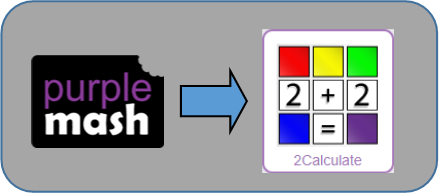 purple
mash
2 + 2
=
2Calculate